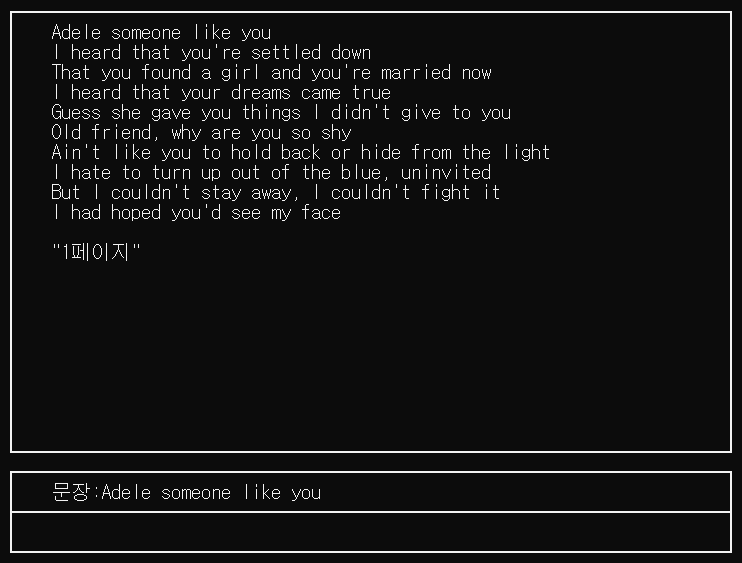 Adele someone like you
I heard that you're settled down
That you found a girl and you're married now
I heard that your dreams came true
Guess she gave you things I didn't give to you
Old friend, why are you so shy
Ain't like you to hold back or hide from the light
I hate to turn up out of the blue, uninvited
But I couldn't stay away, I couldn't fight it
I had hoped you'd see my face
"1페이지"
문장:Adele someone like you